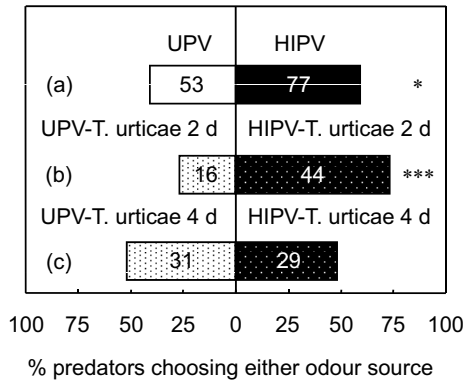 UPV HIPV
(a) 53 77 *
UPV-T. urticae 2 d HIPV-T. urticae 2 d
(b) 16 44 ***
UPV-T. urticae 4 d HIPV-T. urticae 4 d
(c) 31 29
100 75 50 25 0 25 50 75 100
% predators choosing either odour source